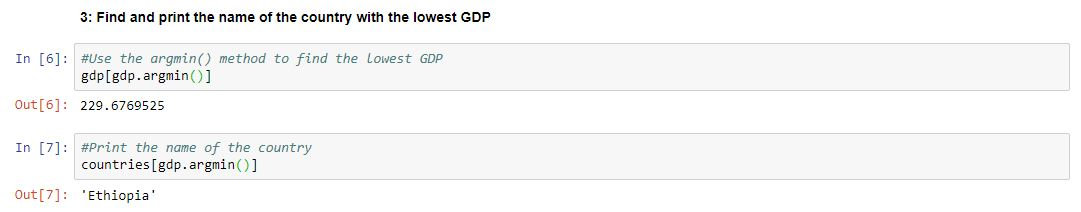 3: Find and print the name of the country with the lowest GDP
In [6]: #Use the argmin() method to find the lowest GDP
gdp[gdp.argmin()]
Out[6]: 229.6769525
In [7]: #Print the name of the country
countries[gdp.argmin()]
Out[7]: 'Ethiopia'